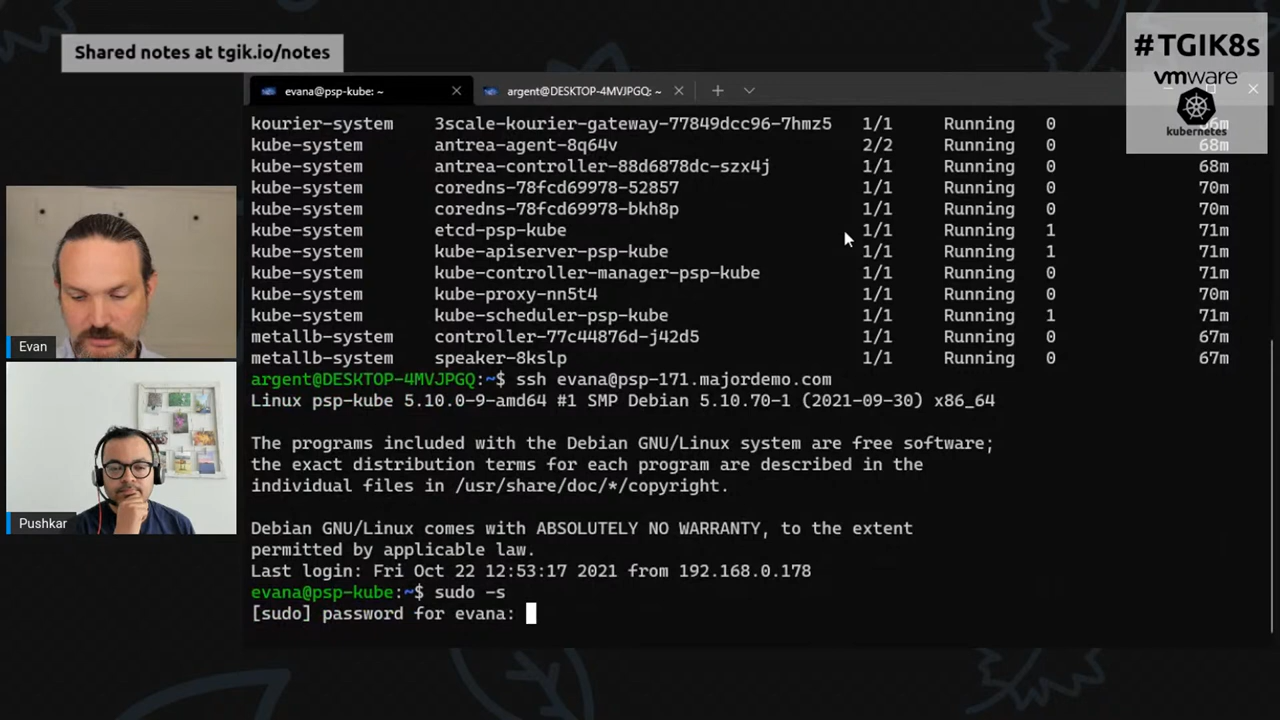 Shared notes at tgik.io/notes
#TGIK8s
vmware
kubernetes
evana@psp-kube: ~
argent@DESKTOP-4MVJPGQ: ~
kourier-system 3scale-kourier-gateway-77849dcc96-7hmz5 1/1 Running 0 6m
kube-system antrea-agent-8q64v 2/2 Running 0 68m
kube-system antrea-controller-88d6878dc-szx4j 1/1 Running 0 68m
kube-system coredns-78fcd69978-52857 1/1 Running 0 70m
kube-system coredns-78fcd69978-bkh8p 1/1 Running 0 70m
kube-system etcd-psp-kube 1/1 Running 1 71m
kube-system kube-apiserver-psp-kube 1/1 Running 1 71m
kube-system kube-controller-manager-psp-kube 1/1 Running 0 71m
kube-system kube-proxy-nn5t4 1/1 Running 0 70m
kube-system kube-scheduler-psp-kube 1/1 Running 1 71m
metallb-system controller-77c44876d-j42d5 1/1 Running 0 67m
metallb-system speaker-8kslp 1/1 Running 0 67m
argent@DESKTOP-4MVJPGQ:~$ ssh evana@psp-171.majordemo.com
Linux psp-kube 5.10.0-9-amd64 #1 SMP Debian 5.10.70-1 (2021-09-30) x86_64
The programs included with the Debian GNU/Linux system are free software;
the exact distribution terms for each program are described in the
individual files in /usr/share/doc/*/copyright.
Debian GNU/Linux comes with ABSOLUTELY NO WARRANTY, to the extent
permitted by applicable law.
Last login: Fri Oct 22 12:53:17 2021 from 192.168.0.178
evana@psp-kube:~$ sudo -s
[sudo] password for evana:
Evan
Pushkar